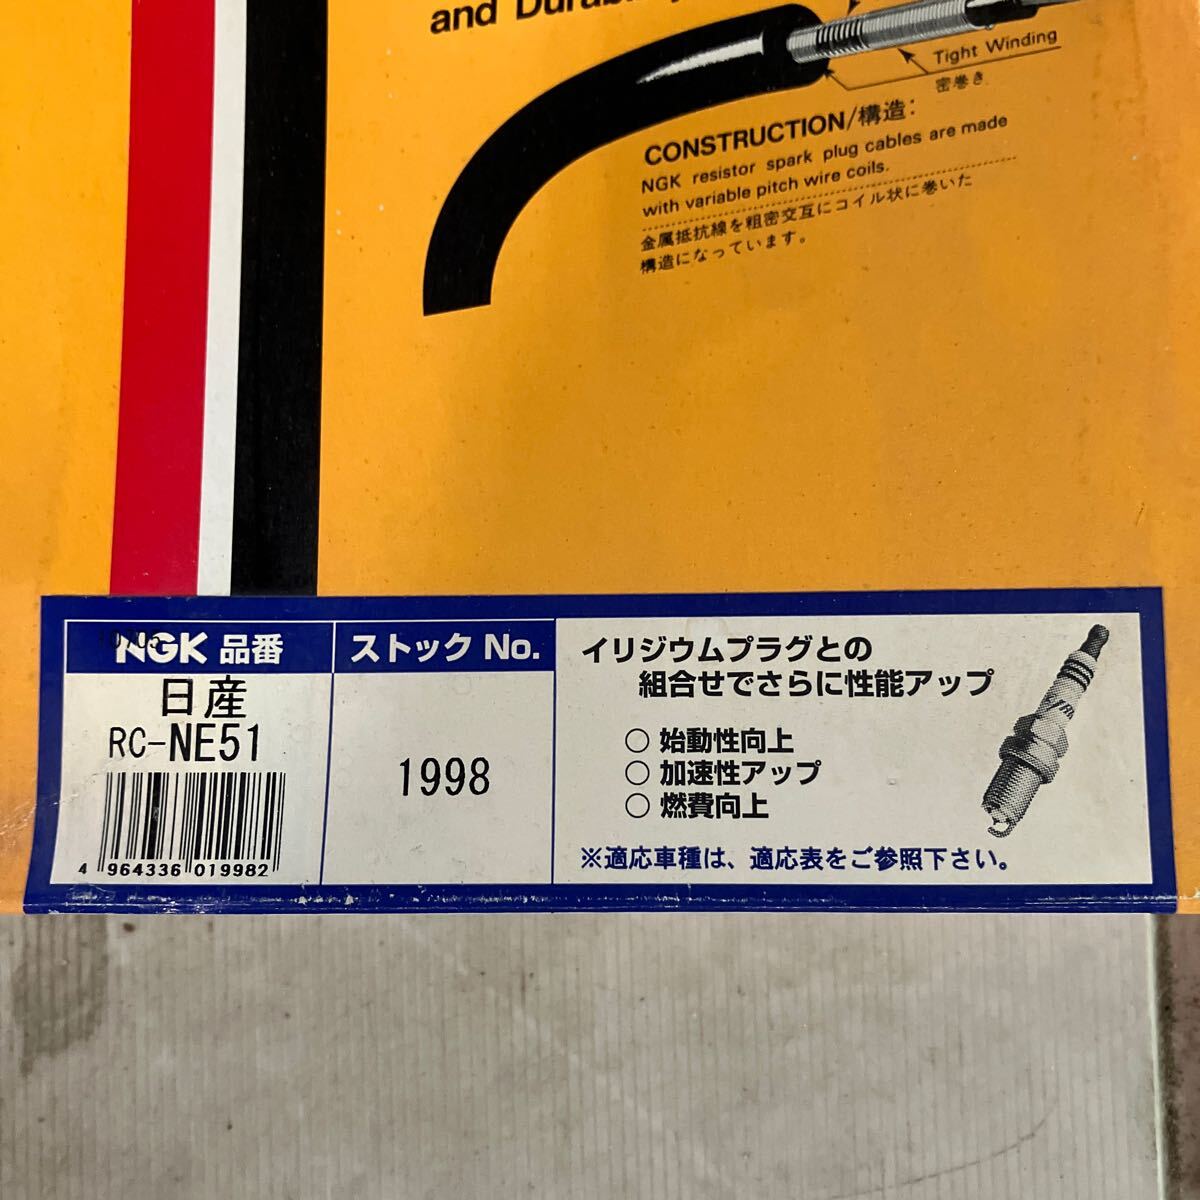 and Durability
Tight Winding
密巻き
CONSTRUCTION/構造:
NGK resistor spark plug cables are made
with variable pitch wire coils.
金属抵抗線を粗密交互にコイル状に巻いた
構造になっています。
NGK 品番
日産
RC-NE51
4 964336 019982
ストック No.
1998
イリジウムプラグとの
組合せでさらに性能アップ
○ 始動性向上
○ 加速性アップ
○ 燃費向上
※適応車種は、適応表をご参照下さい。